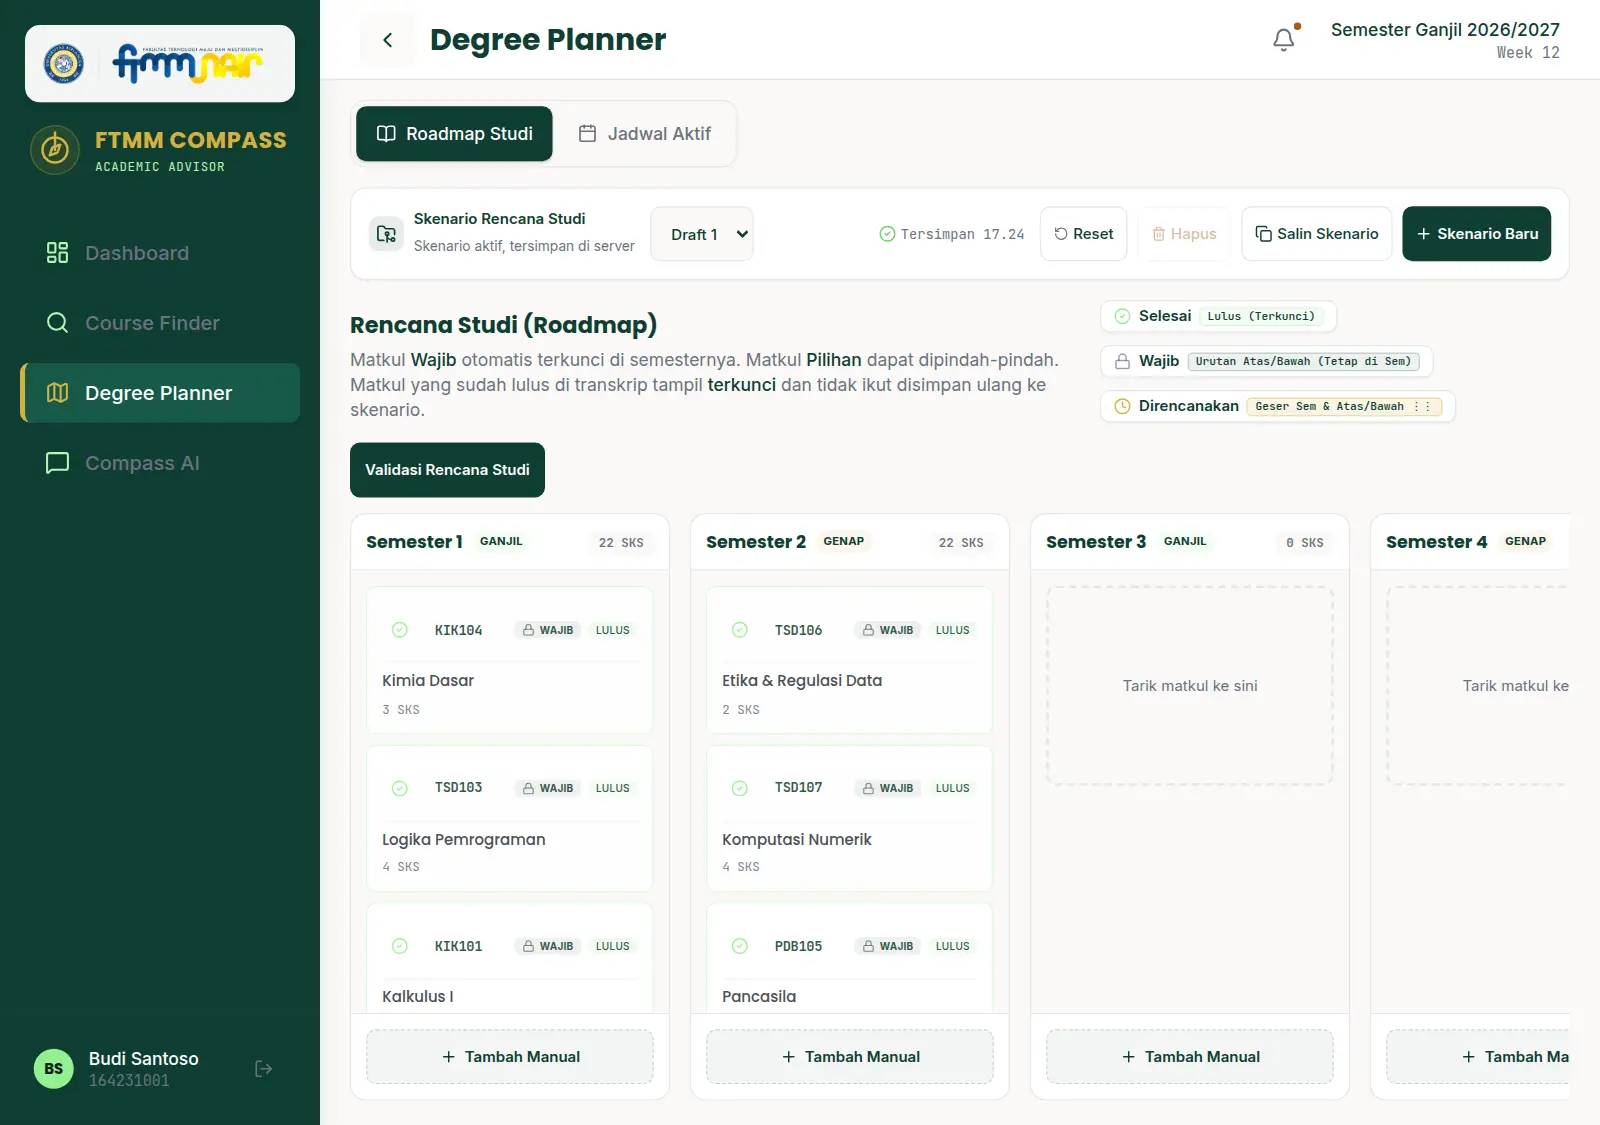 FAKULTAS TEKNOLOGI MAJU DAN MULTIDISIPLIN
FTMM UNAIR
FTMM COMPASS
ACADEMIC ADVISOR
Dashboard
Course Finder
Degree Planner
Compass AI
BS
Budi Santoso
164231001
Degree Planner
Semester Ganjil 2026/2027
Week 12
Roadmap Studi
Jadwal Aktif
Skenario Rencana Studi
Skenario aktif, tersimpan di server
Draft 1
Tersimpan 17.24
Reset
Hapus
Salin Skenario
Skenario Baru
Rencana Studi (Roadmap)
Matkul Wajib otomatis terkunci di semesternya. Matkul Pilihan dapat dipindah-pindah.
Matkul yang sudah lulus di transkrip tampil terkunci dan tidak ikut disimpan ulang ke
skenario.
Selesai Lulus (Terkunci)
Wajib Urutan Atas/Bawah (Tetap di Sem)
Direncanakan Geser Sem & Atas/Bawah ⋮⋮
Validasi Rencana Studi
Semester 1 GANJIL 22 SKS
KIK104 WAJIB LULUS
Kimia Dasar
3 SKS
TSD103 WAJIB LULUS
Logika Pemrograman
4 SKS
KIK101 WAJIB LULUS
Kalkulus I
+ Tambah Manual
Semester 2 GENAP 22 SKS
TSD106 WAJIB LULUS
Etika & Regulasi Data
2 SKS
TSD107 WAJIB LULUS
Komputasi Numerik
4 SKS
PDB105 WAJIB LULUS
Pancasila
+ Tambah Manual
Semester 3 GANJIL 0 SKS
Tarik matkul ke sini
+ Tambah Manual
Semester 4 GENAP
Tarik matkul ke
+ Tambah Ma